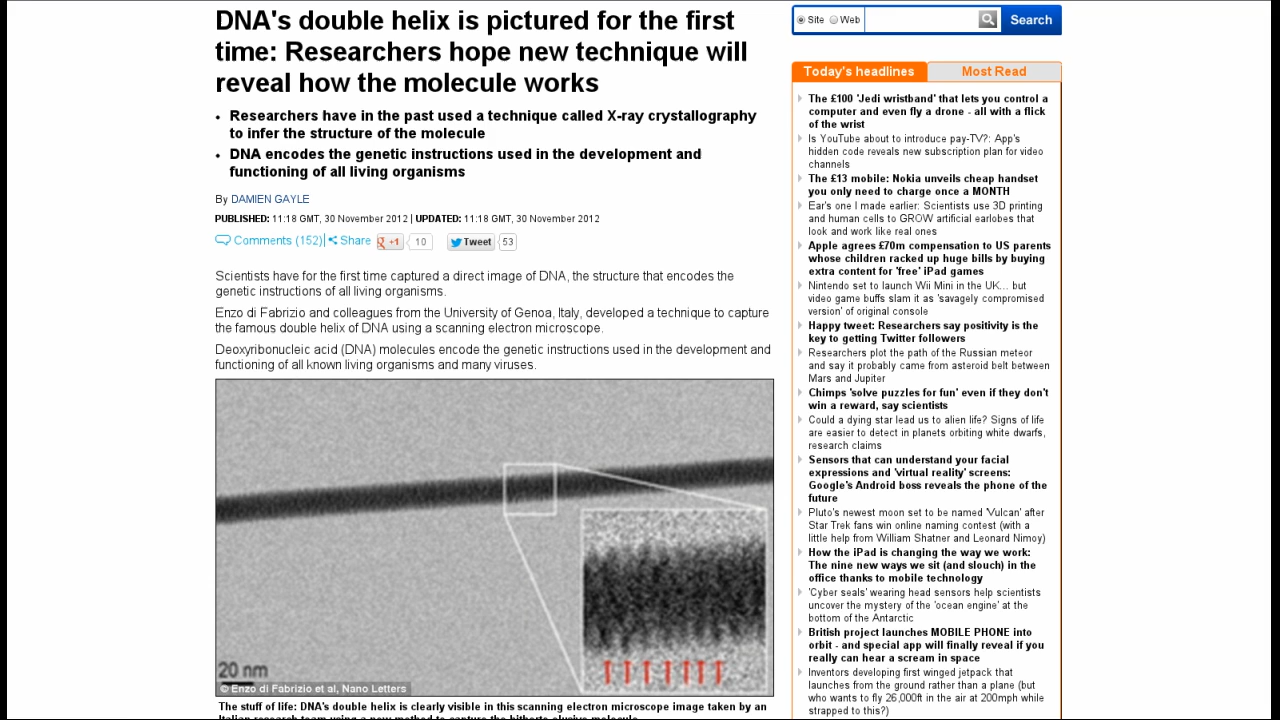 DNA's double helix is pictured for the first
time: Researchers hope new technique will
reveal how the molecule works
• Researchers have in the past used a technique called X-ray crystallography
to infer the structure of the molecule
• DNA encodes the genetic instructions used in the development and
functioning of all living organisms
By DAMIEN GAYLE
PUBLISHED: 11:18 GMT, 30 November 2012 | UPDATED: 11:18 GMT, 30 November 2012
Comments (152) Share +1 10 Tweet 53
Scientists have for the first time captured a direct image of DNA, the structure that encodes the
genetic instructions of all living organisms.
Enzo di Fabrizio and colleagues from the University of Genoa, Italy, developed a technique to capture
the famous double helix of DNA using a scanning electron microscope.
Deoxyribonucleic acid (DNA) molecules encode the genetic instructions used in the development and
functioning of all known living organisms and many viruses.
20 nm
© Enzo di Fabrizio et al, Nano Letters
The stuff of life: DNA's double helix is clearly visible in this scanning electron microscope image taken by an
Italian research team using a new method to capture the hitherto elusive molecule
Site Web Search
Today's headlines Most Read
The £100 'Jedi wristband' that lets you control a
computer and even fly a drone - all with a flick
of the wrist
Is YouTube about to introduce pay-TV?: App's
hidden code reveals new subscription plan for video
channels
The £13 mobile: Nokia unveils cheap handset
you only need to charge once a MONTH
Ear's one I made earlier: Scientists use 3D printing
and human cells to GROW artificial earlobes that
look and work like real ones
Apple agrees £70m compensation to US parents
whose children racked up huge bills by buying
extra content for 'free' iPad games
Nintendo set to launch Wii Mini in the UK... but
video game buffs slam it as 'savagely compromised
version' of original console
Happy tweet: Researchers say positivity is the
key to getting Twitter followers
Researchers plot the path of the Russian meteor
and say it probably came from asteroid belt between
Mars and Jupiter
Chimps 'solve puzzles for fun' even if they don't
win a reward, say scientists
Could a dying star lead us to alien life? Signs of life
are easier to detect in planets orbiting white dwarfs,
research claims
Sensors that can understand your facial
expressions and 'virtual reality' screens:
Google's Android boss reveals the phone of the
future
Pluto's newest moon set to be named 'Vulcan' after
Star Trek fans win online naming contest (with a
little help from William Shatner and Leonard Nimoy)
How the iPad is changing the way we work:
The nine new ways we sit (and slouch) in the
office thanks to mobile technology
'Cyber seals' wearing head sensors help scientists
uncover the mystery of the 'ocean engine' at the
bottom of the Antarctic
British project launches MOBILE PHONE into
orbit - and special app will finally reveal if you
really can hear a scream in space
Inventors developing first winged jetpack that
launches from the ground rather than a plane (but
who wants to fly 26,000ft in the air at 200mph while
strapped to this?)